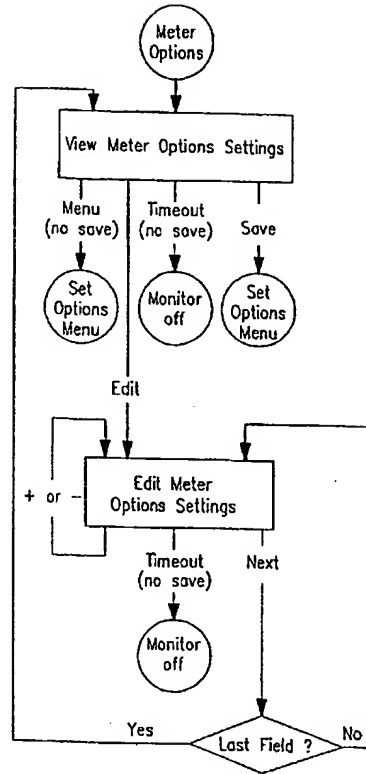 Meter
Options
View Meter Options Settings
Menu
(no save)
Timeout
(no save)
Save
Set
Options
Menu
Monitor
off
Set
Options
Menu
Edit
+ or -
Edit Meter
Options Settings
Timeout
(no save)
Next
Monitor
off
Yes
Last Field ?
No